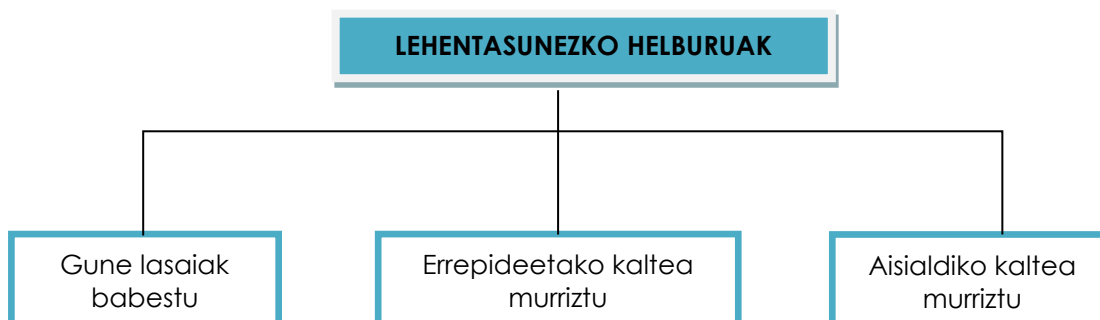 LEHENTASUNEZKO HELBURUAK
Gune lasaiak
babestu
Errepideetako kaltea
murriztu
Aisialdiko kaltea
murriztu